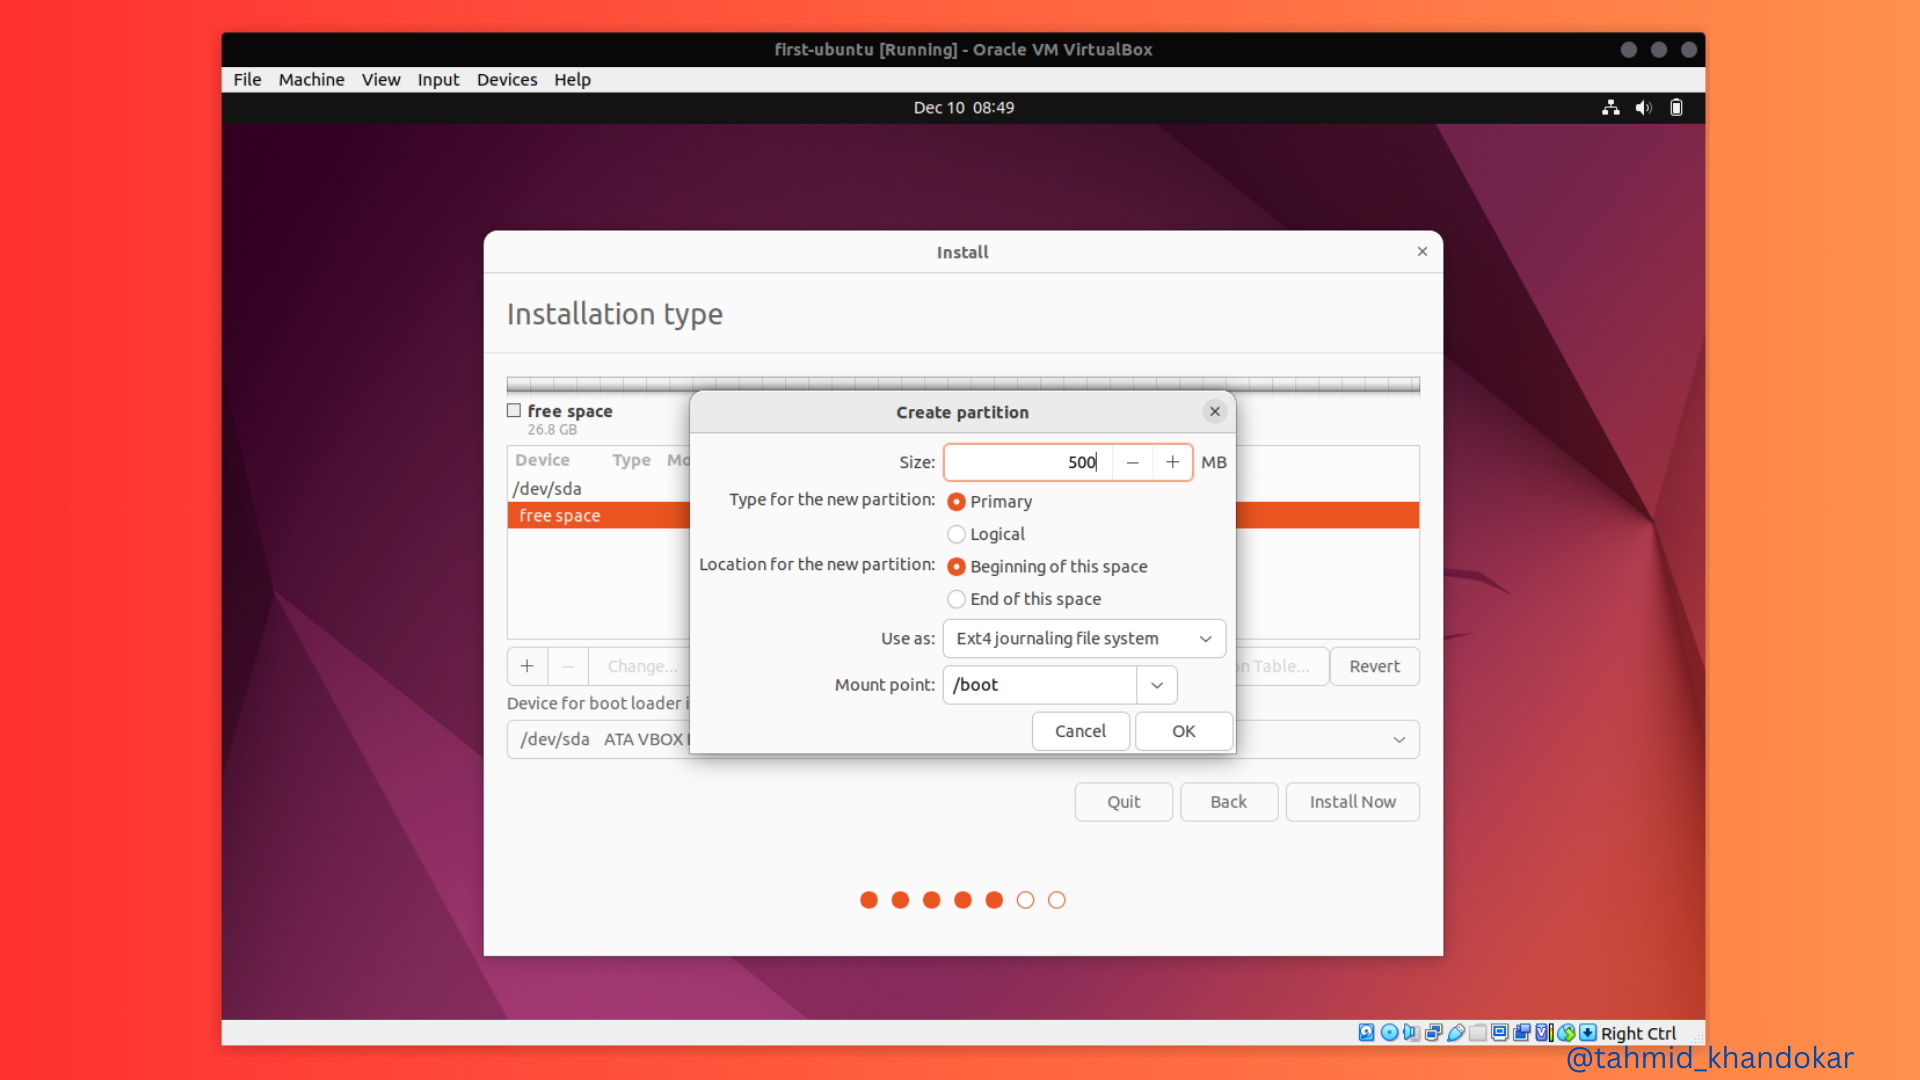 first-ubuntu [Running] - Oracle VM VirtualBox
File Machine View Input Devices Help
Dec 10 08:49
Install
Installation type
free space
26.8 GB
Device Type Mo
/dev/sda
free space
Create partition
Size: 500 MB
Type for the new partition: Primary
Logical
Location for the new partition: Beginning of this space
End of this space
Use as: Ext4 journaling file system
Mount point: /boot
Cancel OK
+ − Change... n Table... Revert
Device for boot loader i
/dev/sda ATA VBOX
Quit Back Install Now
Right Ctrl
@tahmid_khandokar